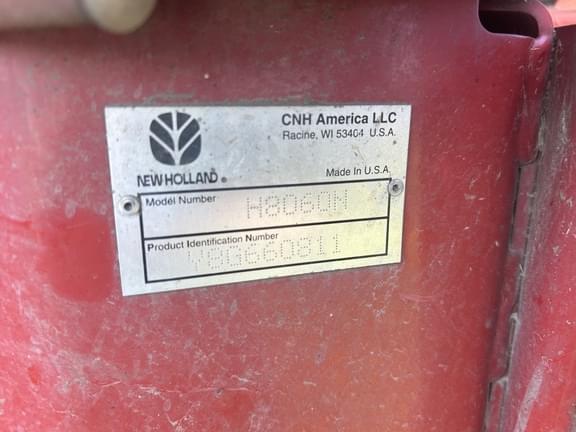 CNH America LLC
Racine, WI 53404 U.S.A.
NEW HOLLAND ®
Made In U.S.A.
Model Number H8060N
Product Identification Number
Y8G660811